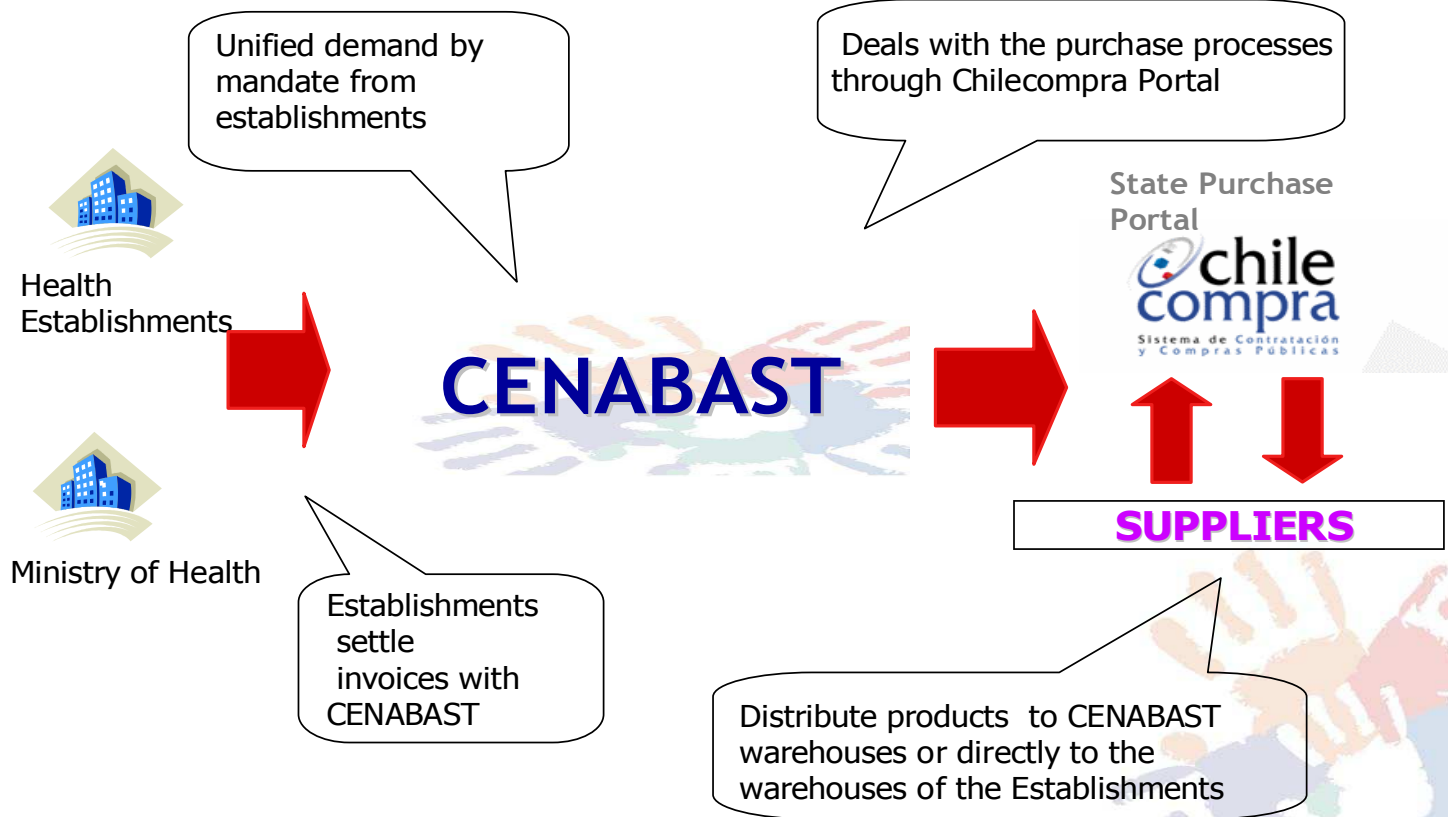 Unified demand by
mandate from
establishments
Deals with the purchase processes
through Chilecompra Portal
State Purchase
Portal
chile
compra
Sistema de Contratación
y Compras Públicas
Health
Establishments
CENABAST
SUPPLIERS
Ministry of Health
Establishments
settle
invoices with
CENABAST
Distribute products to CENABAST
warehouses or directly to the
warehouses of the Establishments